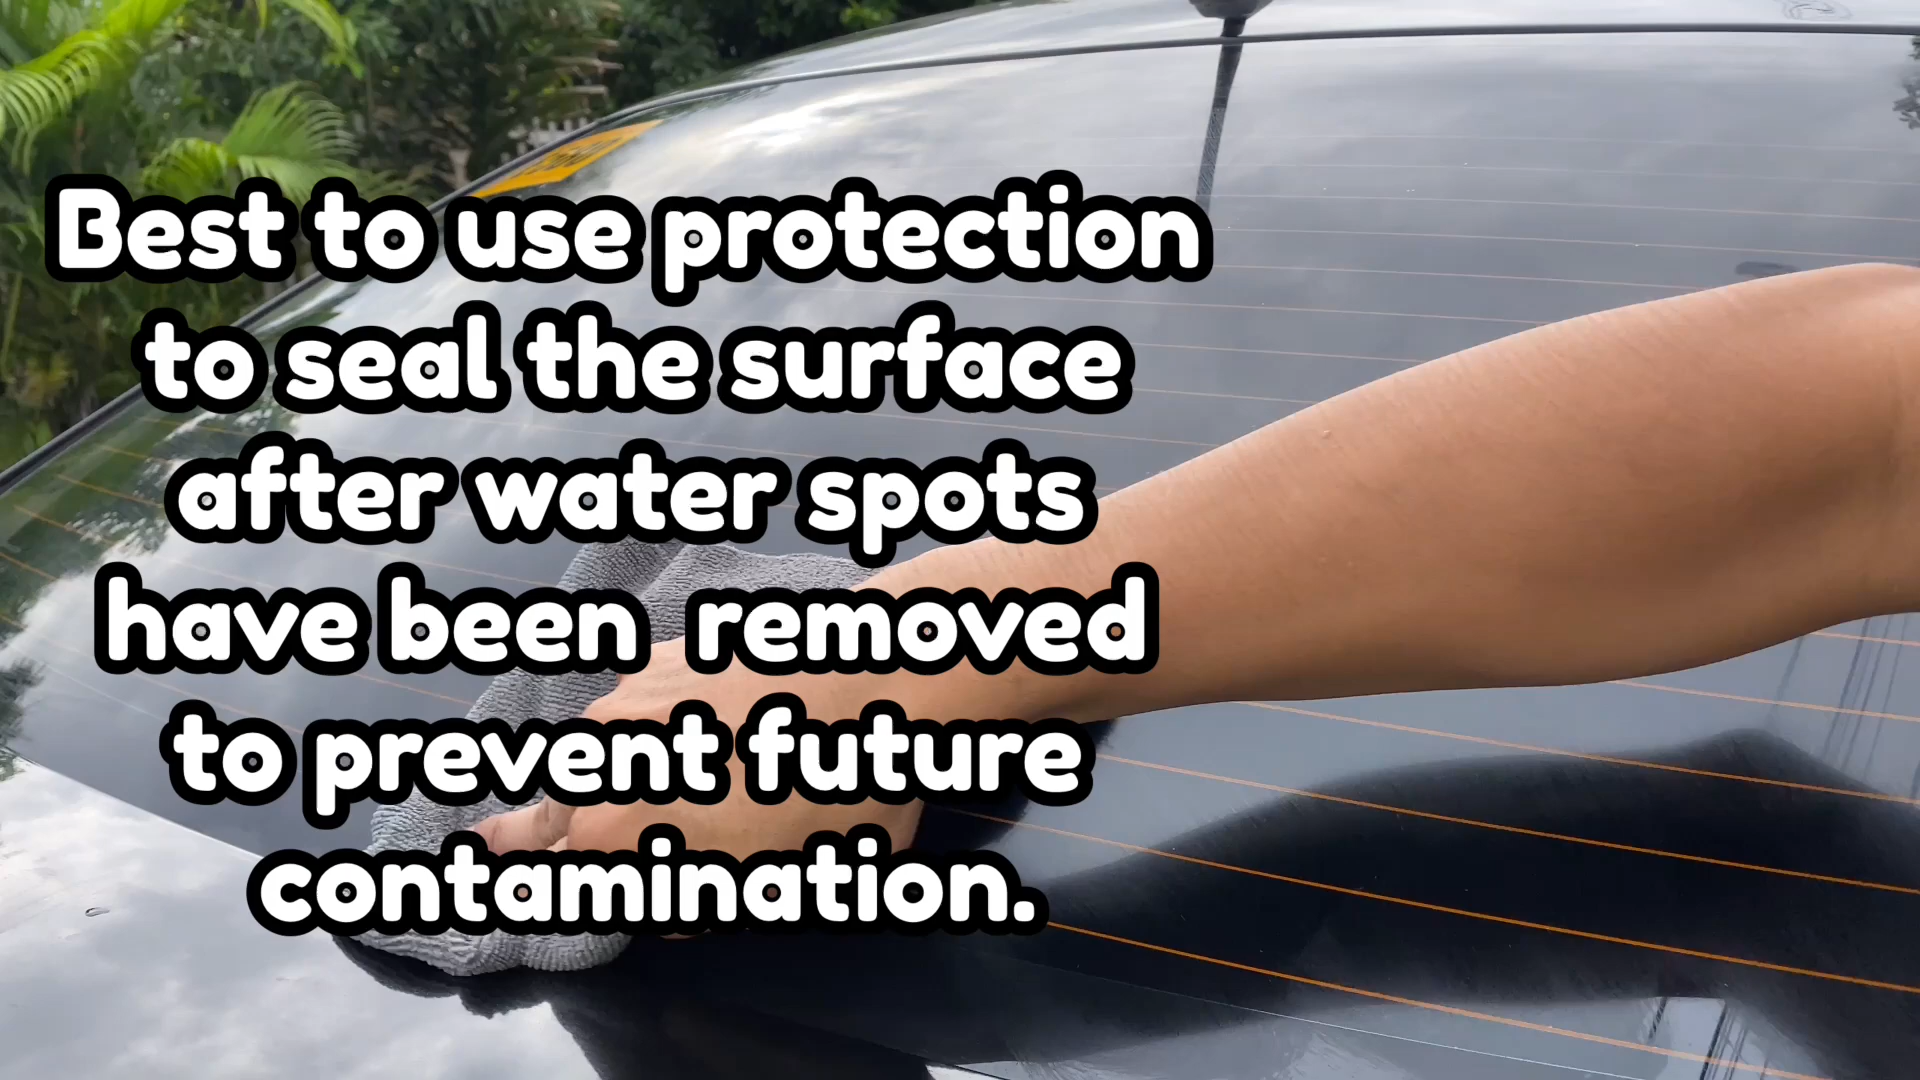 Best to use protection
to seal the surface
after water spots
have been  removed
to prevent future
contamination.